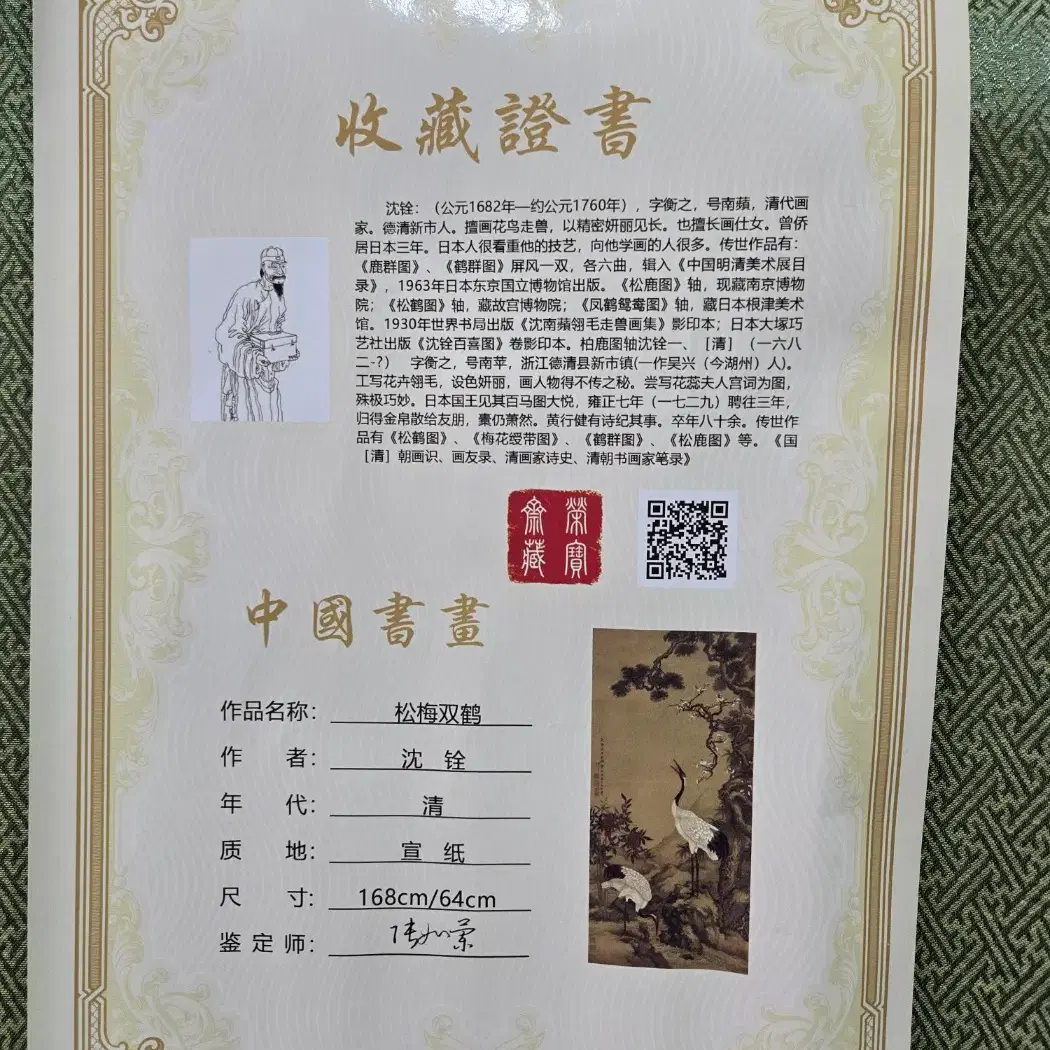 收藏證書
沈铨：（公元1682年—约公元1760年），字衡之，号南蘋，清代画
家。德清新市人。擅画花鸟走兽，以精密妍丽见长。也擅长画仕女。曾侨
居日本三年。日本人很看重他的技艺，向他学画的人很多。传世作品有：
《鹿群图》、《鹤群图》屏风一双，各六曲，辑入《中国明清美术展目
录》，1963年日本东京国立博物馆出版。《松鹿图》轴，现藏南京博物
院；《松鹤图》轴，藏故宫博物院；《凤鹤鸳鸯图》轴，藏日本根津美术
馆。1930年世界书局出版《沈南蘋翎毛走兽画集》影印本；日本大塚巧
艺社出版《沈铨百喜图》卷影印本。柏鹿图轴沈铨一、［清］（一六八
二-?） 字衡之，号南苹，浙江德清县新市镇(一作吴兴（今湖州）人)。
工写花卉翎毛，设色妍丽，画人物得不传之秘。尝写花蕊夫人宫词为图，
殊极巧妙。日本国王见其百马图大悦，雍正七年（一七二九）聘往三年，
归得金帛散给友朋，橐仍萧然。黄行健有诗纪其事。卒年八十余。传世作
品有《松鹤图》、《梅花绶带图》、《鹤群图》、《松鹿图》等。《国
［清］朝画识、画友录、清画家诗史、清朝书画家笔录》
榮寶
齋藏
中國書畫
作品名称：松梅双鹤
作 者：沈 铨
年 代：清
质 地：宣 纸
尺 寸：168cm/64cm
鉴定师：